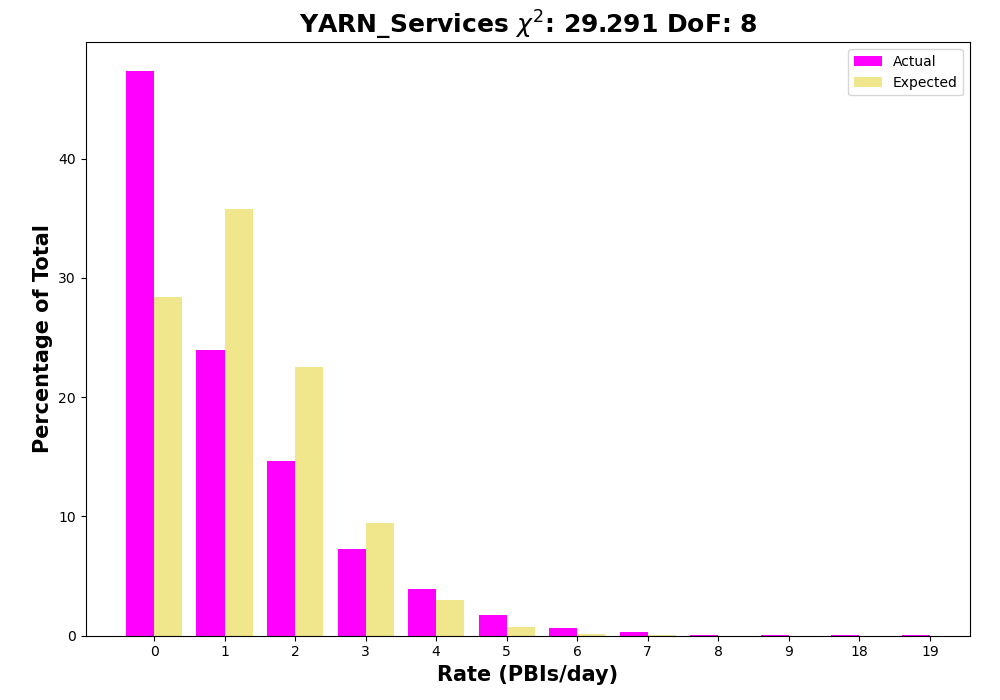 YARN_Services χ²: 29.291 DoF: 8
Actual
Expected
Percentage of Total
40
30
20
10
0
0 1 2 3 4 5 6 7 8 9 18 19
Rate (PBIs/day)